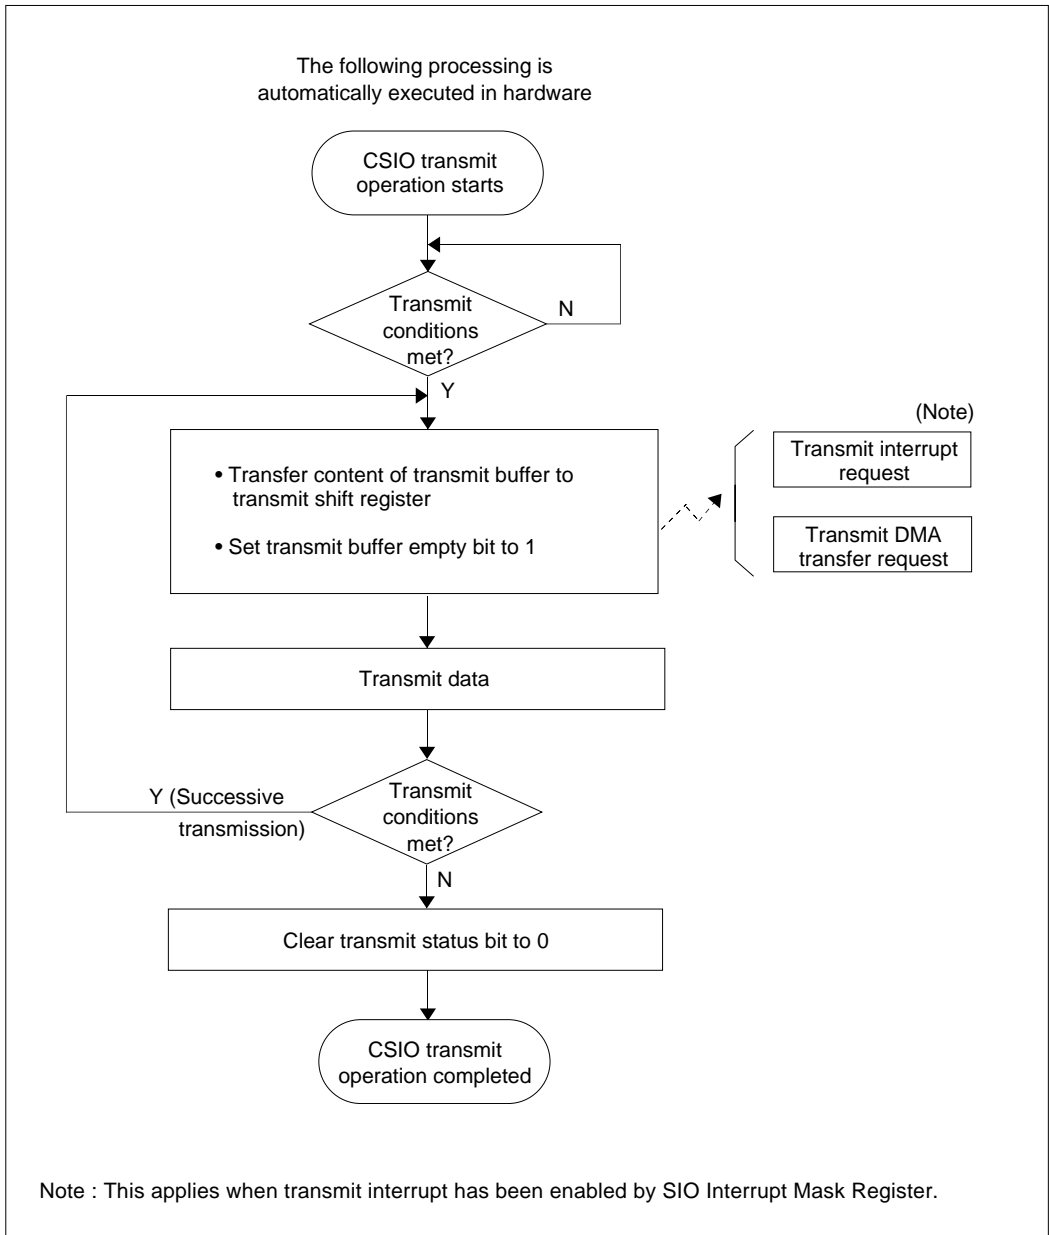 The following processing is
automatically executed in hardware
CSIO transmit
operation starts
Transmit
conditions
met?
N
Y
(Note)
• Transfer content of transmit buffer to
transmit shift register
• Set transmit buffer empty bit to 1
Transmit interrupt
request
Transmit DMA
transfer request
Transmit data
Transmit
conditions
met?
Y (Successive
transmission)
N
Clear transmit status bit to 0
CSIO transmit
operation completed
Note : This applies when transmit interrupt has been enabled by SIO Interrupt Mask Register.